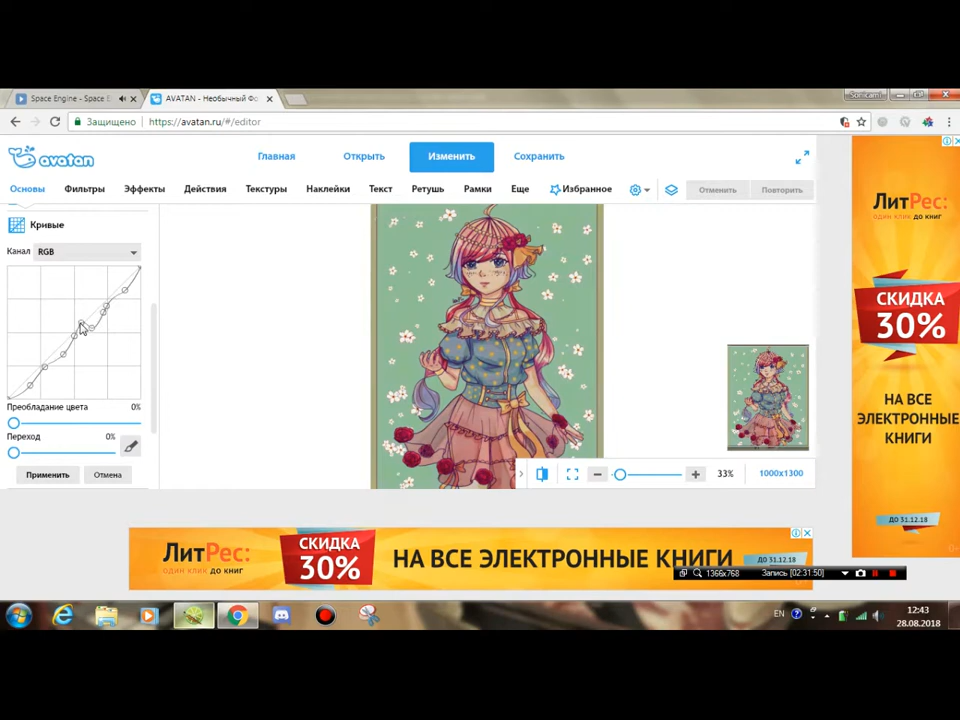 Space Engine - Space E
AVATAN - Необычный Фо
Sonikami
Защищено
https://avatan.ru/#/editor
avatan
Главная
Открыть
Изменить
Сохранить
Основы
Фильтры
Эффекты
Действия
Текстуры
Наклейки
Текст
Ретушь
Рамки
Еще
Избранное
Отменить
Повторить
Кривые
Канал RGB
Преобладание цвета 0%
Переход 0%
Применить
Отмена
33%
1000x1300
ЛитРес:
один клик до книг
СКИДКА
30%
НА ВСЕ
ЭЛЕКТРОННЫЕ
КНИГИ
ДО 31.12.18
ЛитРес:
один клик до книг
СКИДКА
30%
НА ВСЕ ЭЛЕКТРОННЫЕ КНИГИ
ДО 31.12.18
1366x768
Запись [02:31:50]
EN
12:43
28.08.2018